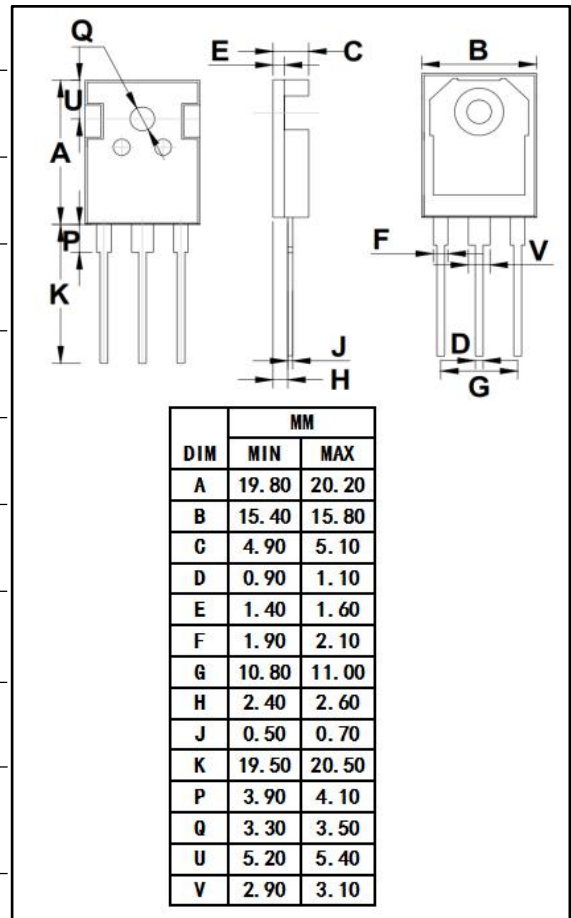 Q
E
C
B
U
A
P
K
F
V
J
H
D
G
MM
DIM MIN MAX
A 19.80 20.20
B 15.40 15.80
C 4.90 5.10
D 0.90 1.10
E 1.40 1.60
F 1.90 2.10
G 10.80 11.00
H 2.40 2.60
J 0.50 0.70
K 19.50 20.50
P 3.90 4.10
Q 3.30 3.50
U 5.20 5.40
V 2.90 3.10